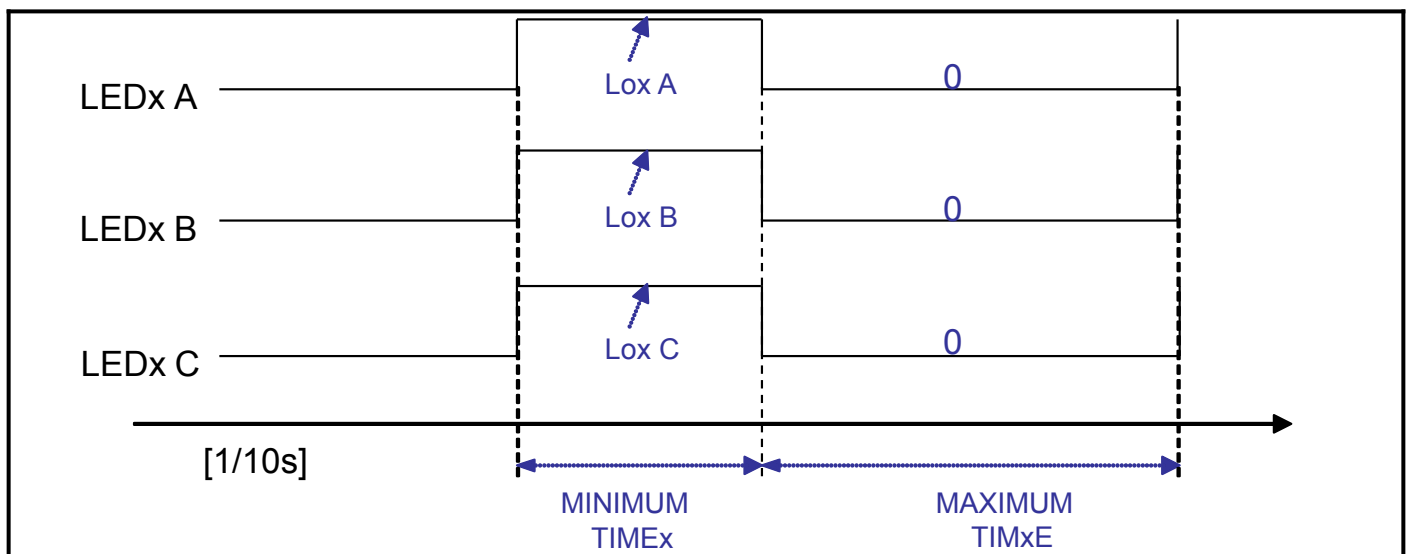 Lox A
0
LEDx A
Lox B
0
LEDx B
Lox C
0
LEDx C
[1/10s]
MINIMUM
TIMEx
MAXIMUM
TIMxE